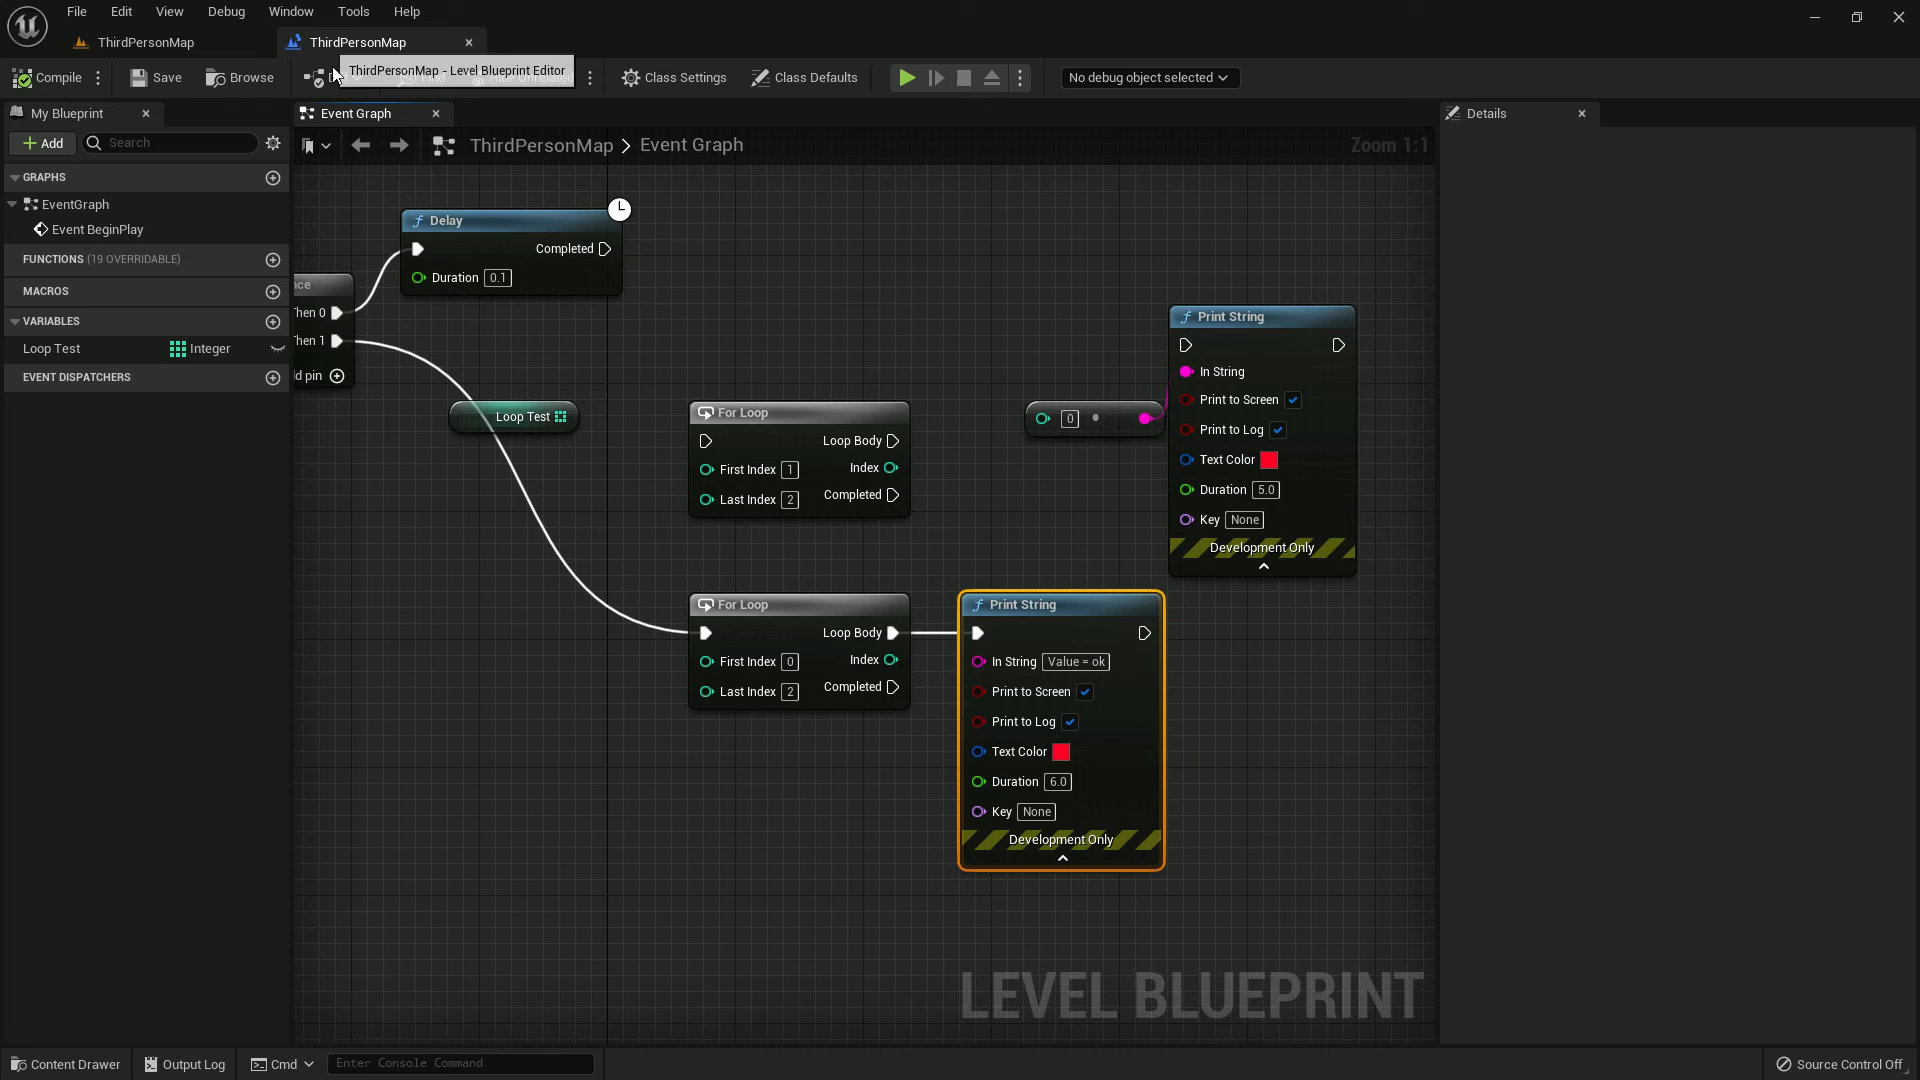 File Edit View Debug Window Tools Help
ThirdPersonMap
ThirdPersonMap
ThirdPersonMap - Level Blueprint Editor
Compile
Save
Browse
Class Settings
Class Defaults
No debug object selected
My Blueprint
Add
Search
GRAPHS
EventGraph
Event BeginPlay
FUNCTIONS (19 OVERRIDABLE)
MACROS
VARIABLES
Loop Test Integer
EVENT DISPATCHERS
Event Graph
ThirdPersonMap > Event Graph
Zoom 1:1
Delay
Completed
Duration 0.1
nce
Then 0
Then 1
ld pin
Loop Test
For Loop
Loop Body
First Index 1
Index
Last Index 2
Completed
0
Print String
In String
Print to Screen
Print to Log
Text Color
Duration 5.0
Key None
Development Only
For Loop
Loop Body
First Index 0
Index
Last Index 2
Completed
Print String
In String Value = ok
Print to Screen
Print to Log
Text Color
Duration 6.0
Key None
Development Only
LEVEL BLUEPRINT
Details
Content Drawer
Output Log
Cmd
Enter Console Command
Source Control Off